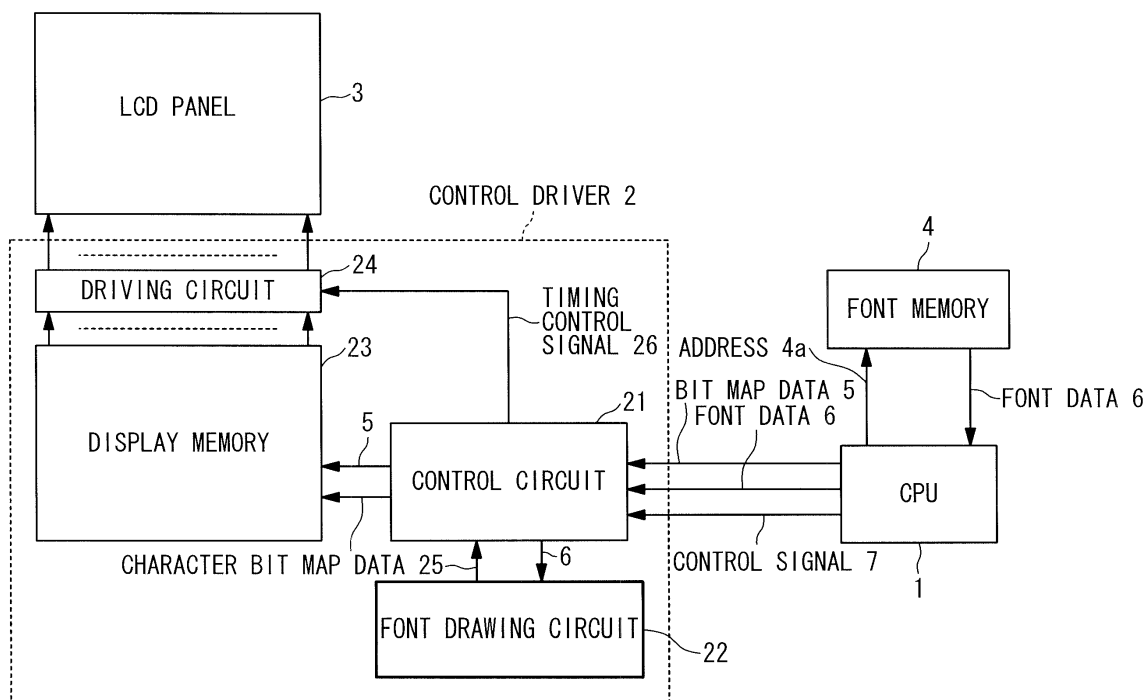 LCD PANEL
3
CONTROL DRIVER 2
4
24
DRIVING CIRCUIT
TIMING
CONTROL
SIGNAL 26
FONT MEMORY
23
ADDRESS 4a
BIT MAP DATA 5
FONT DATA 6
FONT DATA 6
21
DISPLAY MEMORY
5
CONTROL CIRCUIT
CPU
CHARACTER BIT MAP DATA 25
6
CONTROL SIGNAL 7
1
FONT DRAWING CIRCUIT
22